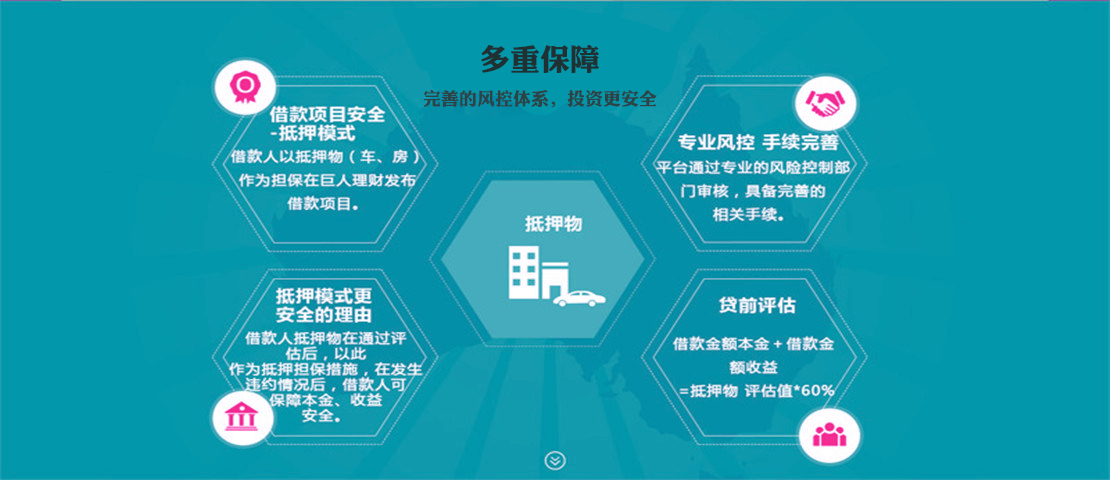 多重保障
完善的风控体系，投资更安全
借款项目安全
-抵押模式
借款人以抵押物（车、房）
作为担保在巨人理财发布
借款项目。
专业风控 手续完善
平台通过专业的风险控制部
门审核，具备完善的
相关手续。
抵押物
抵押模式更
安全的理由
借款人抵押物在通过评
估后，以此
作为抵押担保措施，在发生
违约情况后，借款人可
保障本金、收益
安全。
贷前评估
借款金额本金＋借款金
额收益
=抵押物 评估值*60%